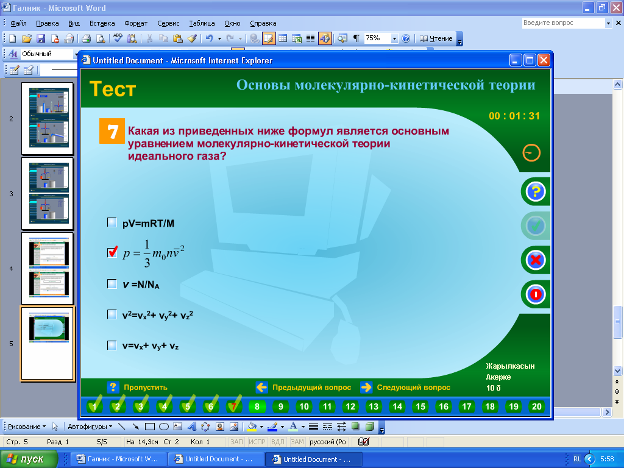 Галник - Microsoft Word
Файл Правка Вид Вставка Формат Сервис Таблица Окно Справка
Введите вопрос
75%
Чтение
Обычный
Untitled Document - Microsoft Internet Explorer
Тест
Основы молекулярно-кинетической теории
00 : 01 : 31
7 Какая из приведенных ниже формул является основным
уравнением молекулярно-кинетической теории
идеального газа?
pV=mRT/M
p = 1/3 m₀nv̄²
ν =N/Nᴀ
v²=vₓ²+ vᵧ²+ v_z²
v=vₓ+ vᵧ+ v_z
Жарылкасын
Акерке
10 б
Пропустить
Предыдущий вопрос
Следующий вопрос
1 2 3 4 5 6 7 8 9 10 11 12 13 14 15 16 17 18 19 20
2
3
4
5
Рисование Автофигуры
Стр. 5 Разд 1 5/5 На 14,3см Ст 2 Кол 1 ЗАП ИСПР ВДЛ ЗАМ русский (Ро
пуск
Галник - Microsoft W...
Untitled Document - ...
Untitled Document - ...
RL
5:58